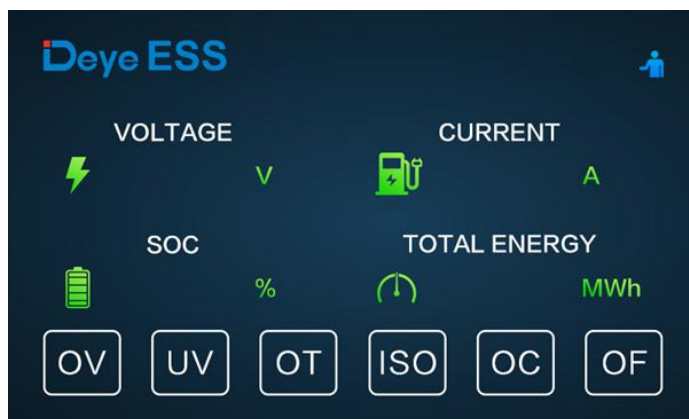 Deye ESS
VOLTAGE CURRENT
V A
SOC TOTAL ENERGY
% MWh
OV UV OT ISO OC OF